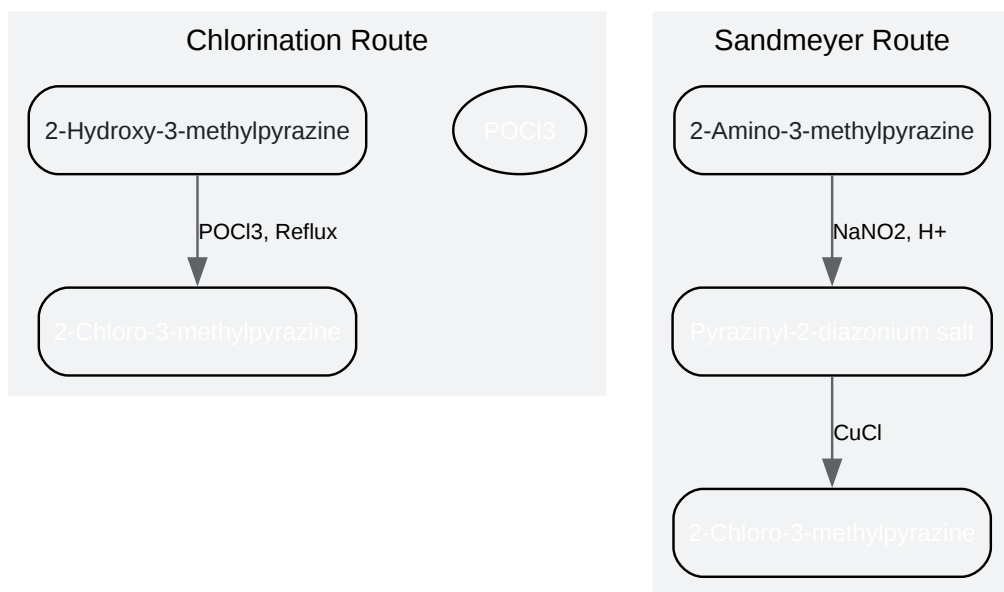 Chlorination Route
2-Hydroxy-3-methylpyrazine
POCl3
POCl3, Reflux
2-Chloro-3-methylpyrazine
Sandmeyer Route
2-Amino-3-methylpyrazine
NaNO2, H+
Pyrazinyl-2-diazonium salt
CuCl
2-Chloro-3-methylpyrazine